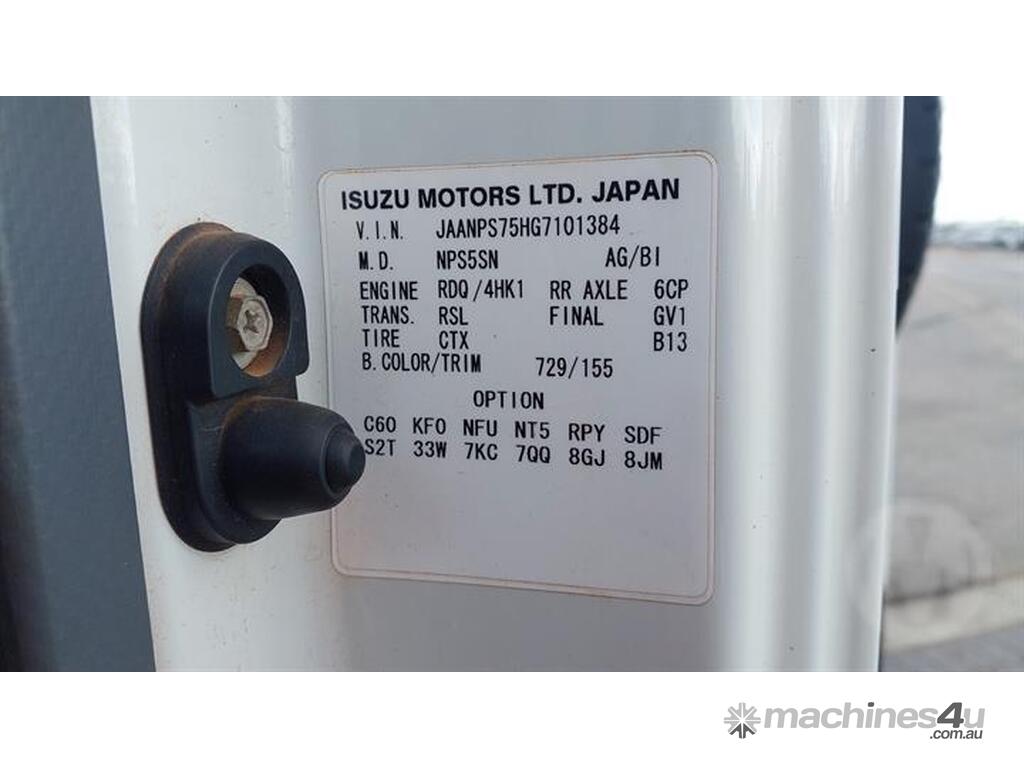 ISUZU MOTORS LTD. JAPAN
V.I.N. JAANPS75HG7101384
M.D. NPS5SN AG/BI
ENGINE RDQ/4HK1 RR AXLE 6CP
TRANS. RSL FINAL GV1
TIRE CTX B13
B.COLOR/TRIM 729/155
OPTION
C60 KF0 NFU NT5 RPY SDF
S2T 33W 7KC 7QQ 8GJ 8JM
machines4u
.com.au